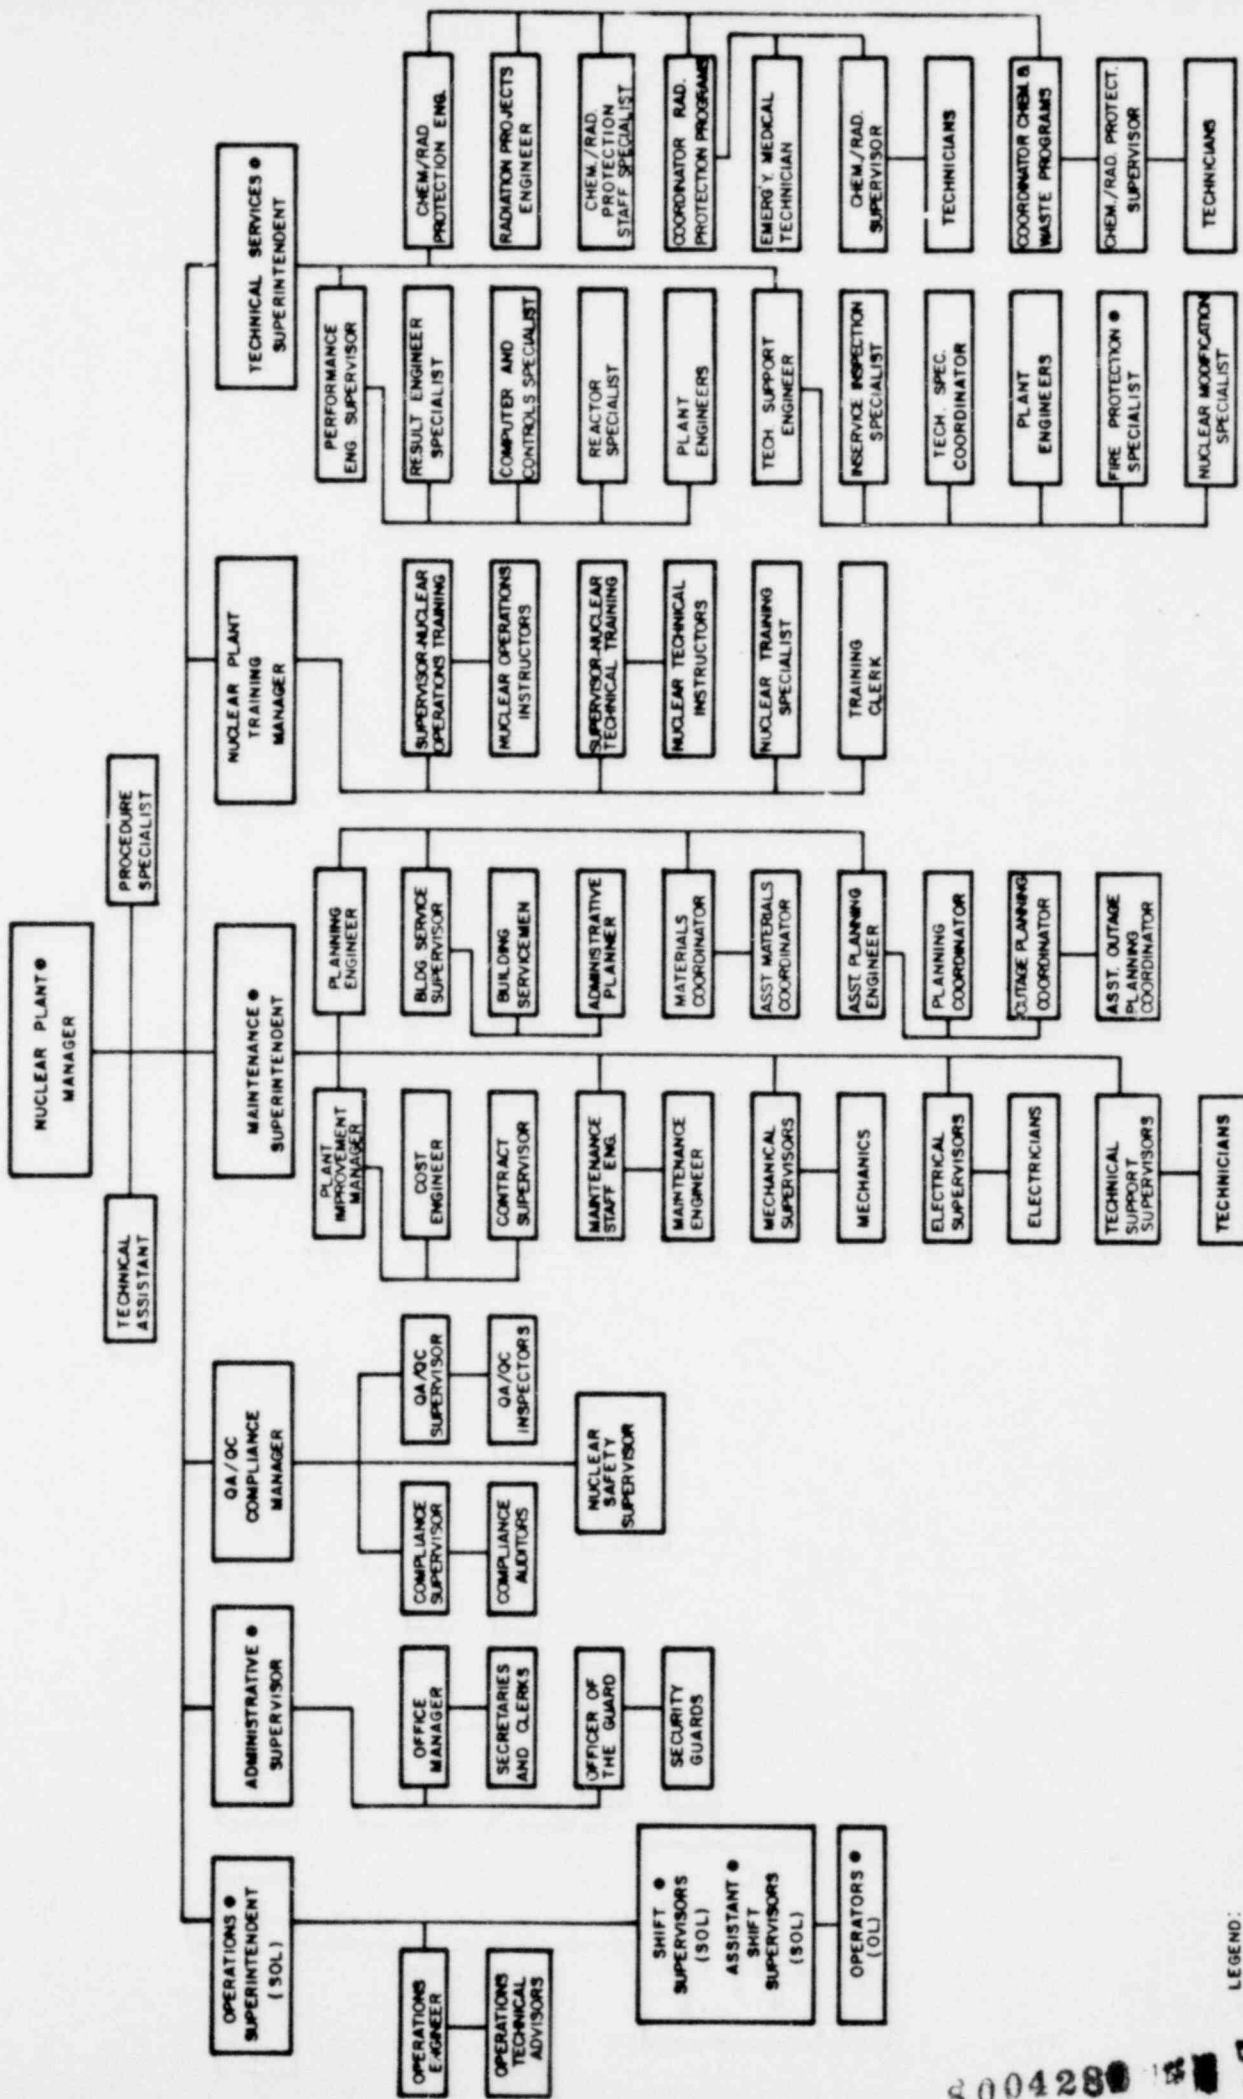 NUCLEAR PLANT ●
MANAGER
TECHNICAL
ASSISTANT
PROCEDURE
SPECIALIST
OPERATIONS ●
SUPERINTENDENT
(SOL)
OPERATIONS
ENGINEER
OPERATIONS
TECHNICAL
ADVISORS
SHIFT ●
SUPERVISORS
(SOL)
ASSISTANT ●
SHIFT
SUPERVISORS
(SOL)
OPERATORS ●
(OL)
ADMINISTRATIVE ●
SUPERVISOR
OFFICE
MANAGER
SECRETARIES
AND CLERKS
OFFICER OF
THE GUARD
SECURITY
GUARDS
QA/QC
COMPLIANCE
MANAGER
COMPLIANCE
SUPERVISOR
COMPLIANCE
AUDITORS
QA/QC
SUPERVISOR
QA/QC
INSPECTORS
NUCLEAR
SAFETY
SUPERVISOR
MAINTENANCE ●
SUPERINTENDENT
PLANT
IMPROVEMENT
MANAGER
COST
ENGINEER
CONTRACT
SUPERVISOR
MAINTENANCE
STAFF ENG.
MAINTENANCE
ENGINEER
MECHANICAL
SUPERVISORS
MECHANICS
ELECTRICAL
SUPERVISORS
ELECTRICIANS
TECHNICAL
SUPPORT
SUPERVISORS
TECHNICIANS
PLANNING
ENGINEER
BLDG SERVICE
SUPERVISOR
BUILDING
SERVICEMEN
ADMINISTRATIVE
PLANNER
MATERIALS
COORDINATOR
ASST MATERIALS
COORDINATOR
ASST. PLANNING
ENGINEER
PLANNING
COORDINATOR
OUTAGE PLANNING
COORDINATOR
ASST. OUTAGE
PLANNING
COORDINATOR
NUCLEAR PLANT
TRAINING
MANAGER
SUPERVISOR-NUCLEAR
OPERATIONS TRAINING
NUCLEAR OPERATIONS
INSTRUCTORS
SUPERVISOR-NUCLEAR
TECHNICAL TRAINING
NUCLEAR TECHNICAL
INSTRUCTORS
NUCLEAR TRAINING
SPECIALIST
TRAINING
CLERK
TECHNICAL SERVICES ●
SUPERINTENDENT
PERFORMANCE
ENG SUPERVISOR
RESULT ENGINEER
SPECIALIST
COMPUTER AND
CONTROLS SPECIALIST
REACTOR
SPECIALIST
PLANT
ENGINEERS
TECH. SUPPORT
ENGINEER
INSERVICE INSPECTION
SPECIALIST
TECH. SPEC.
COORDINATOR
PLANT
ENGINEERS
FIRE PROTECTION ●
SPECIALIST
NUCLEAR MODIFICATION
SPECIALIST
CHEM/RAD
PROTECTION ENG.
RADIATION PROJECTS
ENGINEER
CHEM./RAD.
PROTECTION
STAFF SPECIALIST
COORDINATOR RAD.
PROTECTION PROGRAMS
EMERG'Y MEDICAL
TECHNICIAN
CHEM./RAD.
SUPERVISOR
TECHNICIANS
COORDINATOR CHEM. &
WASTE PROGRAMS
CHEM./RAD. PROTECT.
SUPERVISOR
TECHNICIANS
LEGEND: